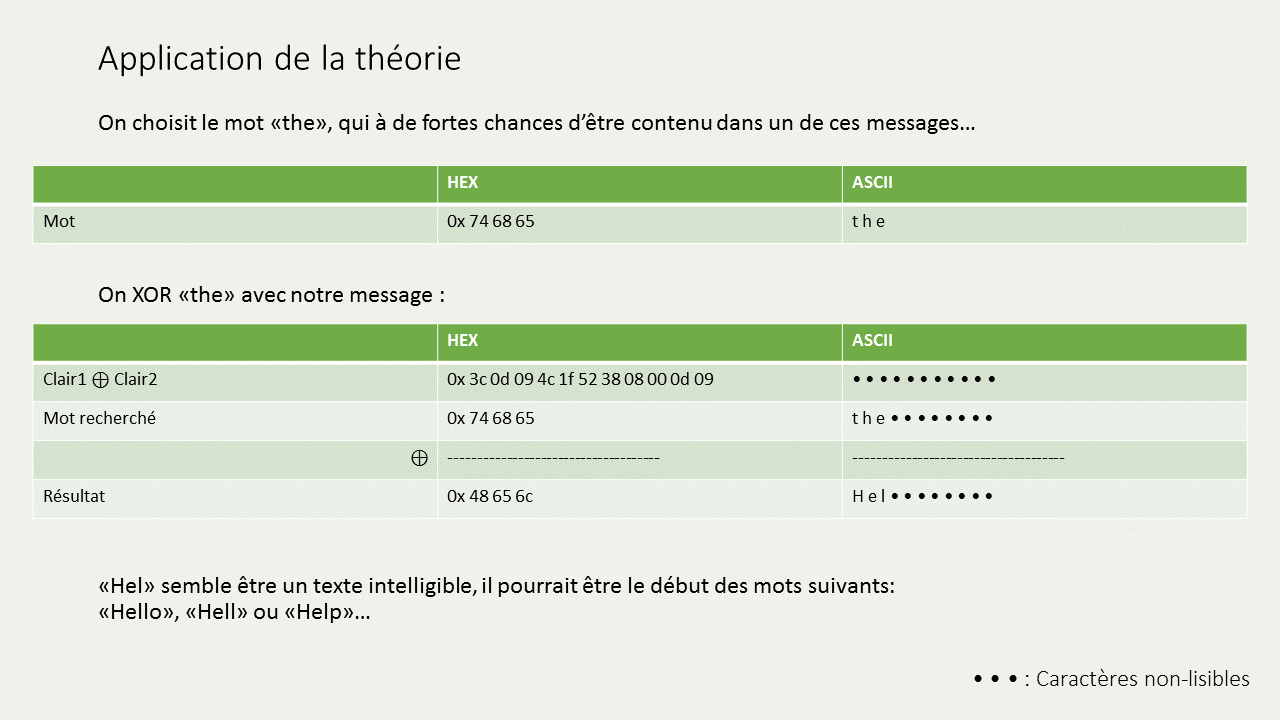 Application de la théorie
On choisit le mot «the», qui à de fortes chances d’être contenu dans un de ces messages…
HEX ASCII
Mot 0x 74 68 65 t h e
On XOR «the» avec notre message :
HEX ASCII
Clair1 ⨁ Clair2 0x 3c 0d 09 4c 1f 52 38 08 00 0d 09 • • • • • • • • • • •
Mot recherché 0x 74 68 65 t h e • • • • • • • •
⨁ ------------------------------------ ------------------------------------
Résultat 0x 48 65 6c H e l • • • • • • • •
«Hel» semble être un texte intelligible, il pourrait être le début des mots suivants:
«Hello», «Hell» ou «Help»…
• • • : Caractères non-lisibles